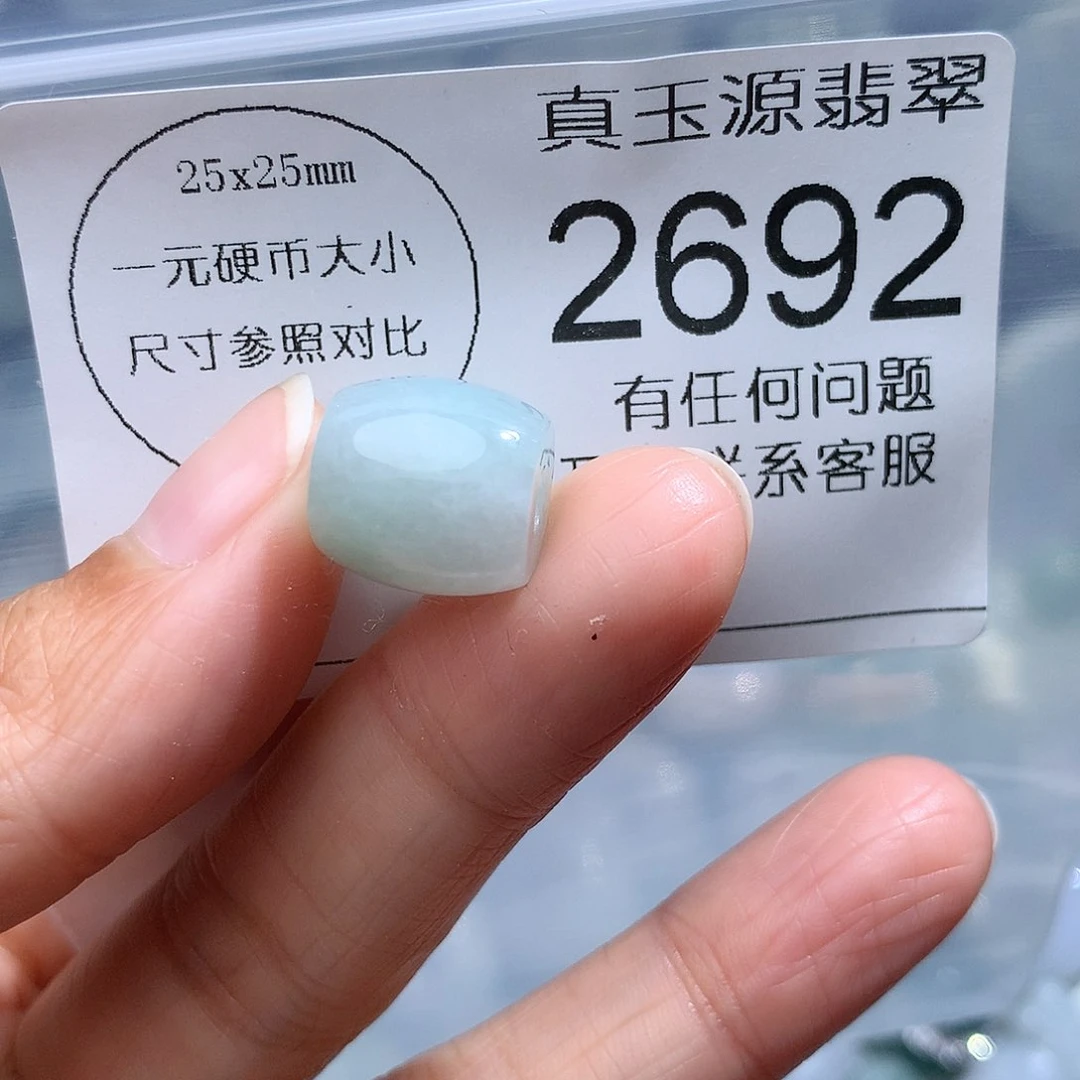 25x25mm
一元硬币大小
尺寸参照对比
真玉源翡翠
2692
有任何问题
系客服